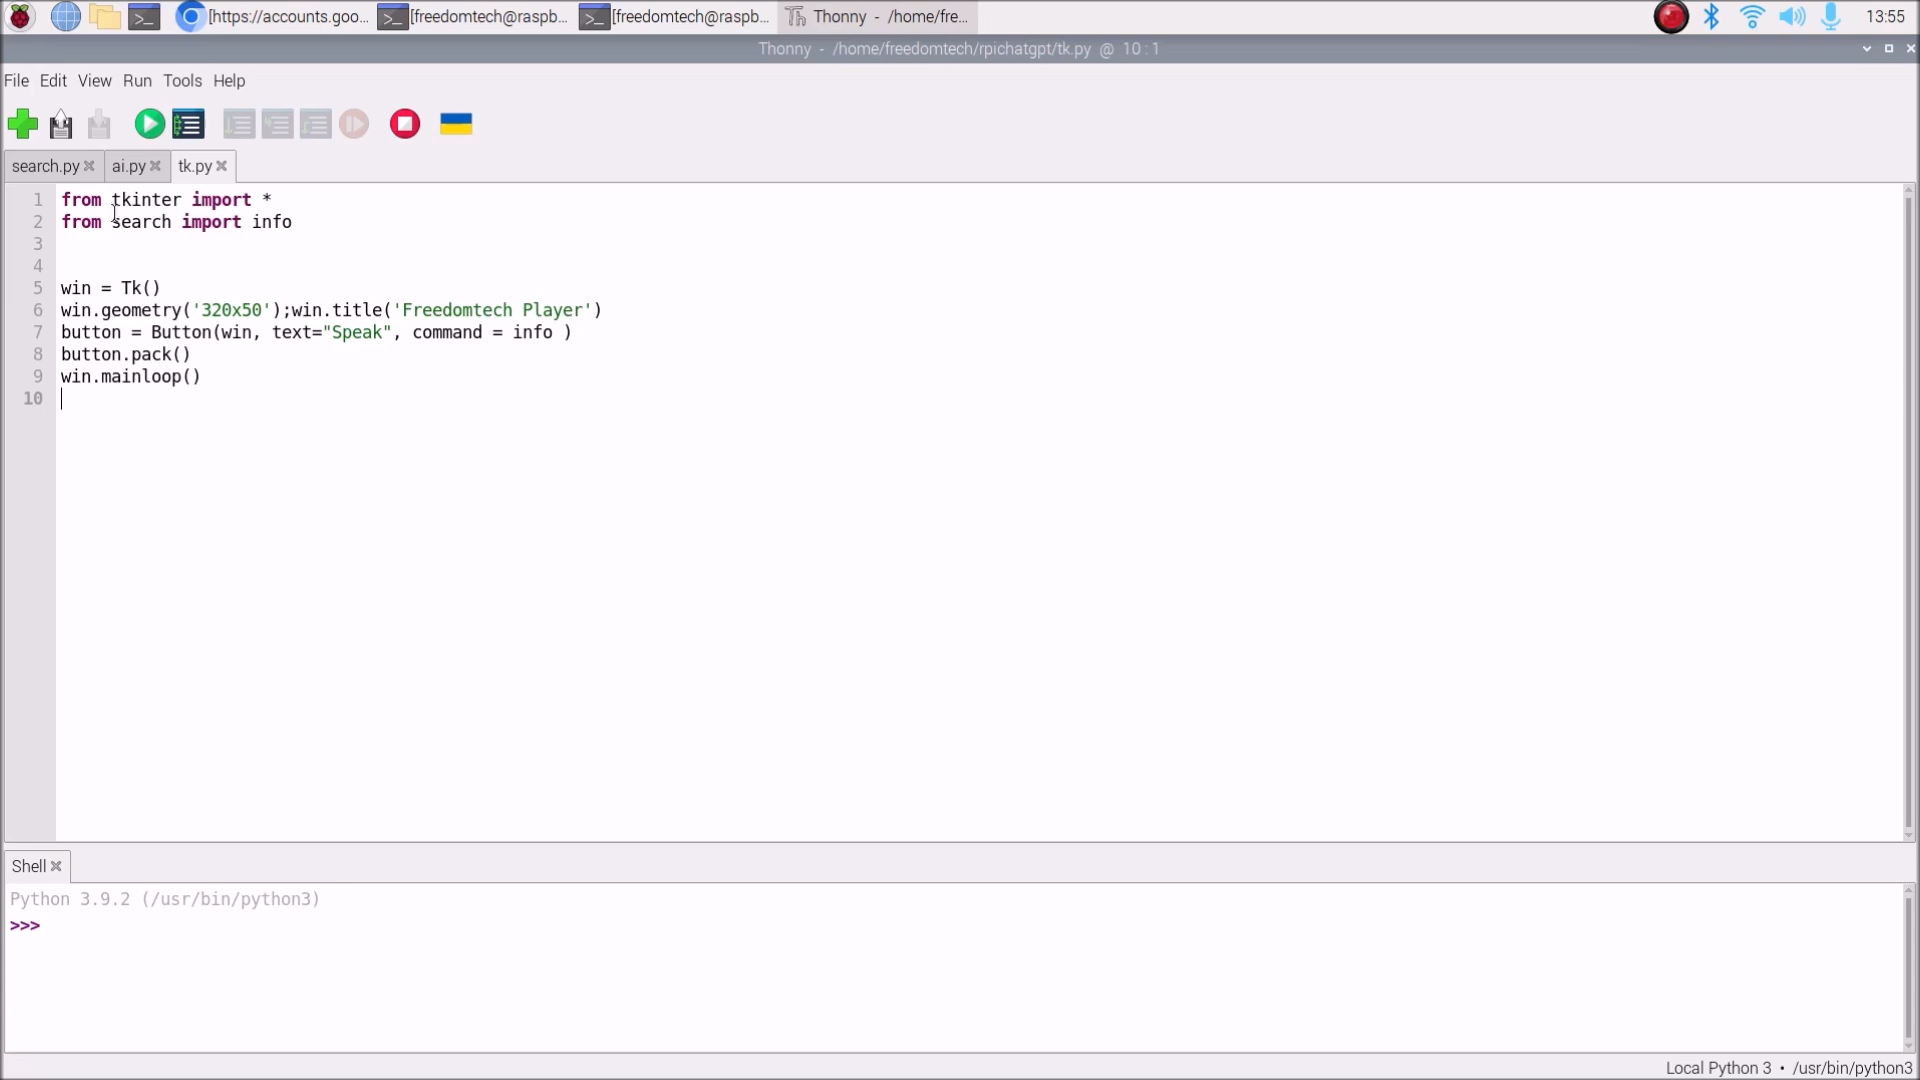 [https://accounts.goo... [freedomtech@raspb... [freedomtech@raspb... Thonny - /home/fre... 13:55
Thonny - /home/freedomtech/rpichatgpt/tk.py @ 10:1
File Edit View Run Tools Help
search.py ai.py tk.py
1 from tkinter import *
2 from search import info
3
4
5 win = Tk()
6 win.geometry('320x50');win.title('Freedomtech Player')
7 button = Button(win, text="Speak", command = info )
8 button.pack()
9 win.mainloop()
10
Shell
Python 3.9.2 (/usr/bin/python3)
>>>
Local Python 3 • /usr/bin/python3